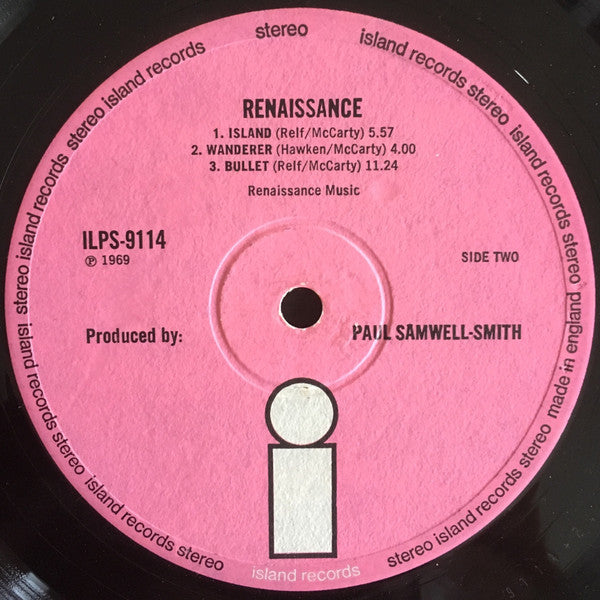 RENAISSANCE
1. ISLAND (Relf/McCarty) 5.57
2. WANDERER (Hawken/McCarty) 4.00
3. BULLET (Relf/McCarty) 11.24
Renaissance Music
ILPS-9114
℗ 1969
SIDE TWO
Produced by: PAUL SAMWELL-SMITH
i
island records stereo island records stereo island records stereo island records stereo made in england stereo island records stereo island records